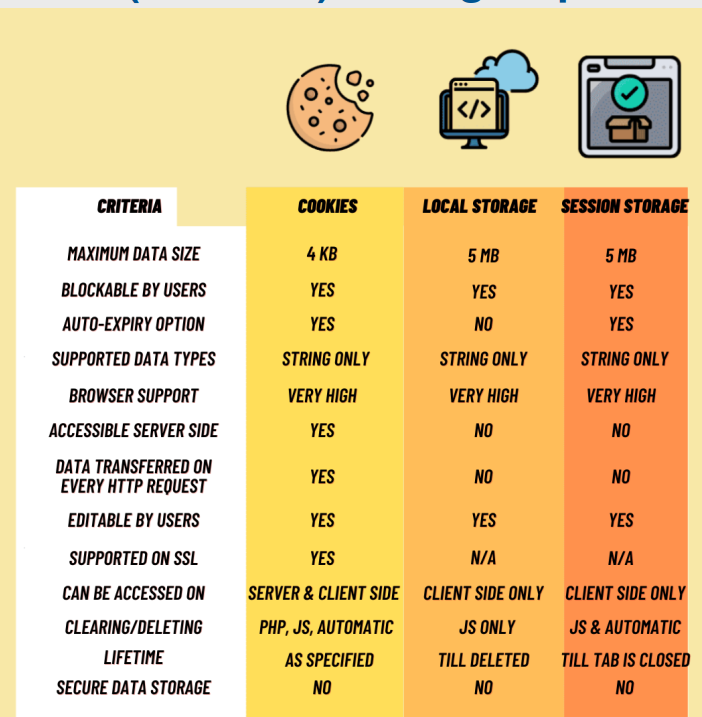 </>
CRITERIA COOKIES LOCAL STORAGE SESSION STORAGE
MAXIMUM DATA SIZE 4 KB 5 MB 5 MB
BLOCKABLE BY USERS YES YES YES
AUTO-EXPIRY OPTION YES NO YES
SUPPORTED DATA TYPES STRING ONLY STRING ONLY STRING ONLY
BROWSER SUPPORT VERY HIGH VERY HIGH VERY HIGH
ACCESSIBLE SERVER SIDE YES NO NO
DATA TRANSFERRED ON
EVERY HTTP REQUEST YES NO NO
EDITABLE BY USERS YES YES YES
SUPPORTED ON SSL YES N/A N/A
CAN BE ACCESSED ON SERVER & CLIENT SIDE CLIENT SIDE ONLY CLIENT SIDE ONLY
CLEARING/DELETING PHP, JS, AUTOMATIC JS ONLY JS & AUTOMATIC
LIFETIME AS SPECIFIED TILL DELETED TILL TAB IS CLOSED
SECURE DATA STORAGE NO NO NO